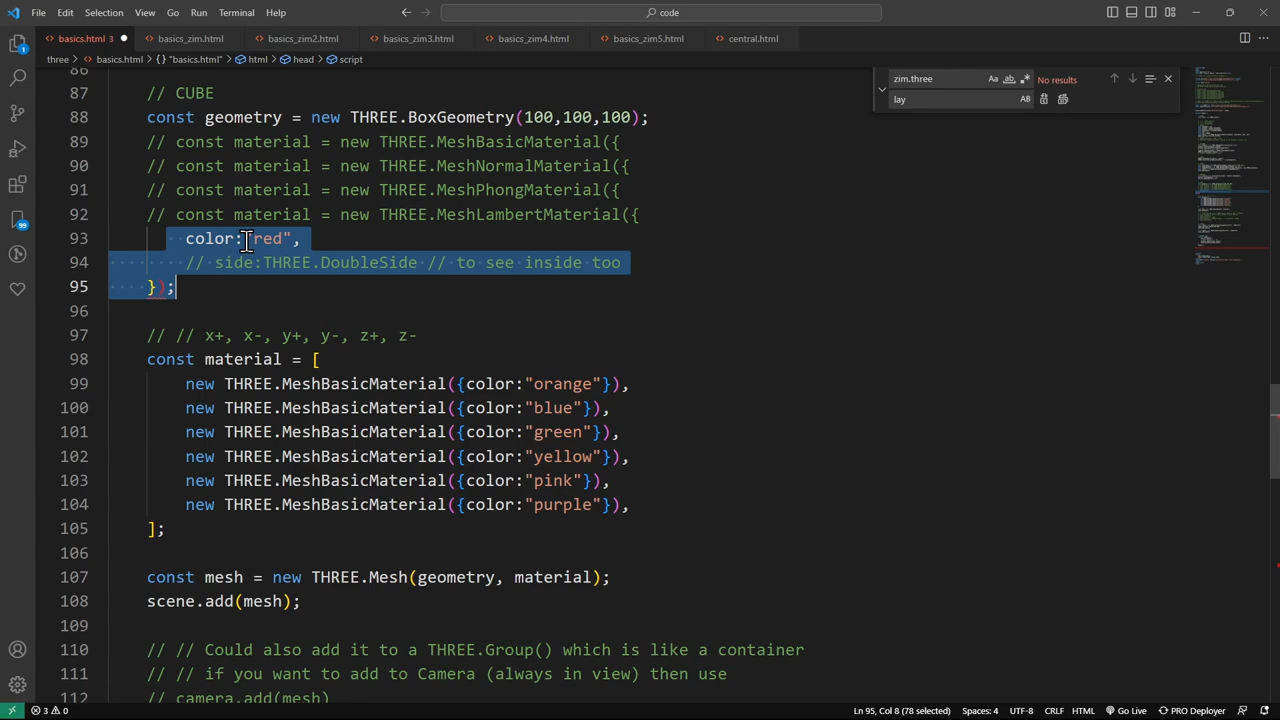 File Edit Selection View Go Run Terminal Help
code
basics.html 3 basics_zim.html basics_zim2.html basics_zim3.html basics_zim4.html basics_zim5.html central.html
three > basics.html > {} "basics.html" > html > head > script
zim.three Aa ab .* No results
lay AB
86
87 // CUBE
88 const geometry = new THREE.BoxGeometry(100,100,100);
89 // const material = new THREE.MeshBasicMaterial({
90 // const material = new THREE.MeshNormalMaterial({
91 // const material = new THREE.MeshPhongMaterial({
92 // const material = new THREE.MeshLambertMaterial({
93 color:"red",
94 // side:THREE.DoubleSide // to see inside too
95 });
96
97 // // x+, x-, y+, y-, z+, z-
98 const material = [
99 new THREE.MeshBasicMaterial({color:"orange"}),
100 new THREE.MeshBasicMaterial({color:"blue"}),
101 new THREE.MeshBasicMaterial({color:"green"}),
102 new THREE.MeshBasicMaterial({color:"yellow"}),
103 new THREE.MeshBasicMaterial({color:"pink"}),
104 new THREE.MeshBasicMaterial({color:"purple"}),
105 ];
106
107 const mesh = new THREE.Mesh(geometry, material);
108 scene.add(mesh);
109
110 // // Could also add it to a THREE.Group() which is like a container
111 // // if you want to add to Camera (always in view) then use
112 // camera.add(mesh)
1
99
3 0 Ln 95, Col 8 (78 selected) Spaces: 4 UTF-8 CRLF HTML Go Live PRO Deployer